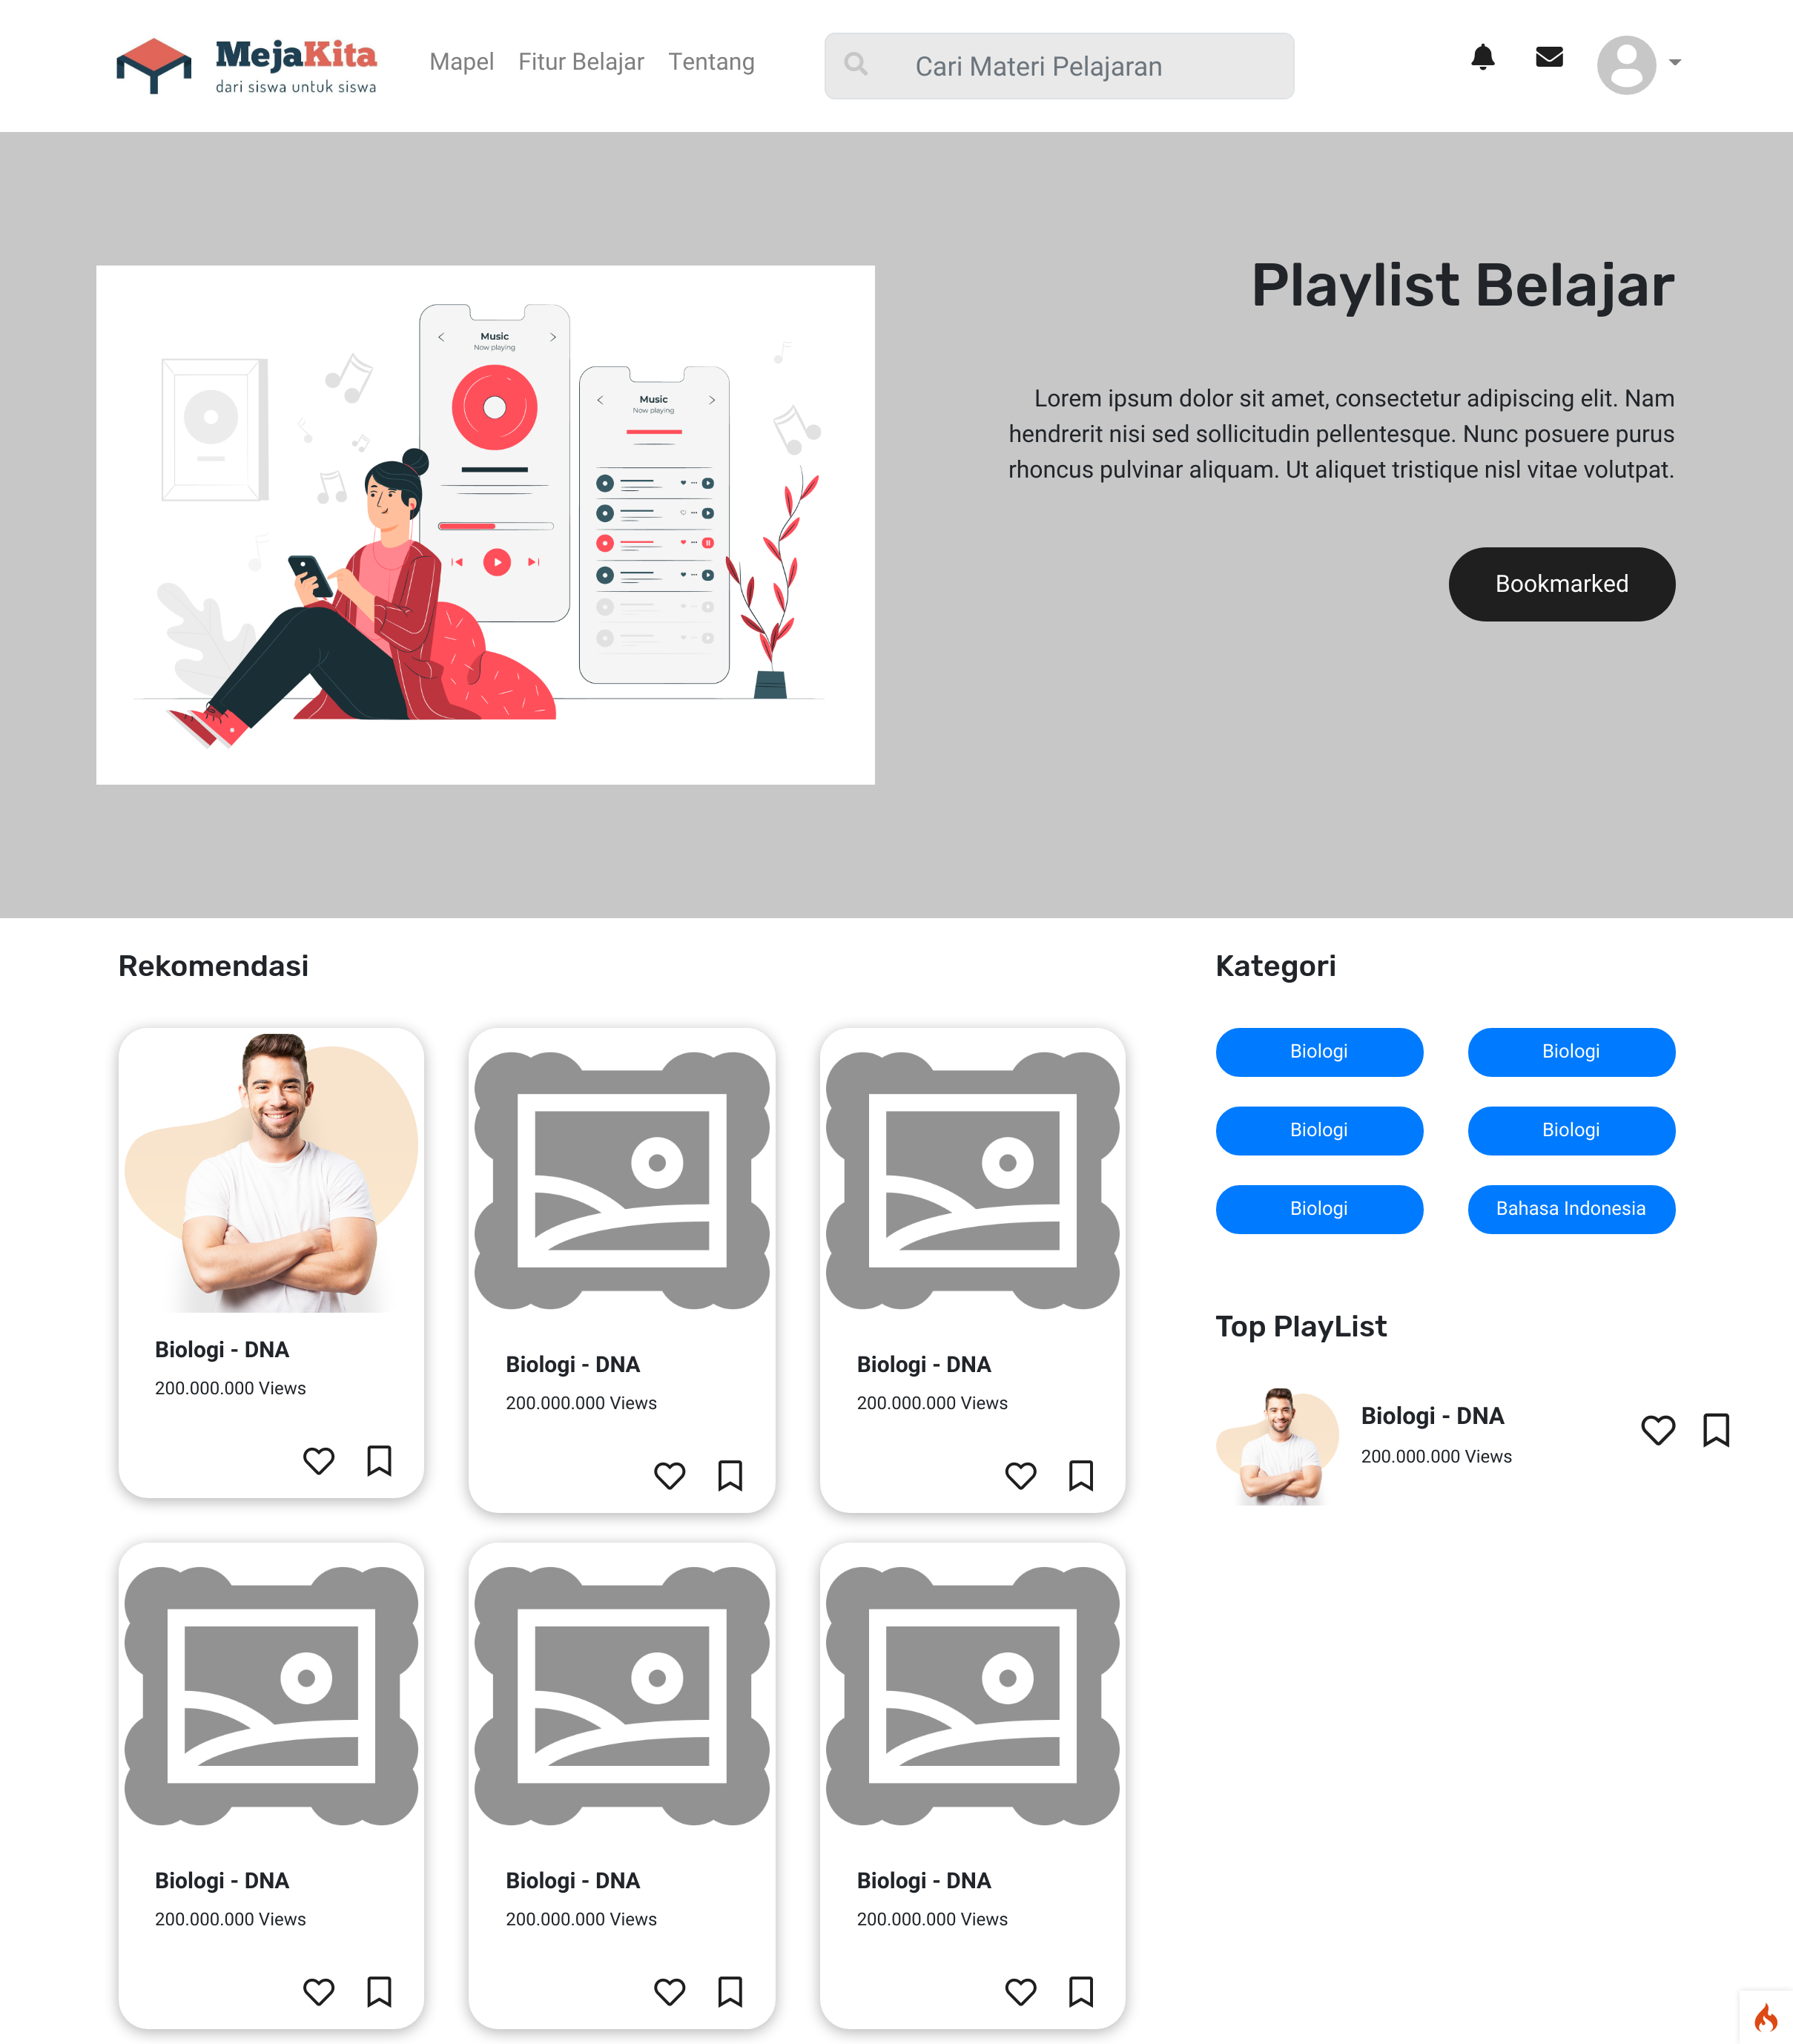 MejaKita
dari siswa untuk siswa
Mapel
Fitur Belajar
Tentang
Cari Materi Pelajaran
Music
Now playing
Music
Now playing
Playlist Belajar
Lorem ipsum dolor sit amet, consectetur adipiscing elit. Nam
hendrerit nisi sed sollicitudin pellentesque. Nunc posuere purus
rhoncus pulvinar aliquam. Ut aliquet tristique nisl vitae volutpat.
Bookmarked
Rekomendasi
Biologi - DNA
200.000.000 Views
Biologi - DNA
200.000.000 Views
Biologi - DNA
200.000.000 Views
Biologi - DNA
200.000.000 Views
Biologi - DNA
200.000.000 Views
Biologi - DNA
200.000.000 Views
Kategori
Biologi
Biologi
Biologi
Biologi
Biologi
Bahasa Indonesia
Top PlayList
Biologi - DNA
200.000.000 Views